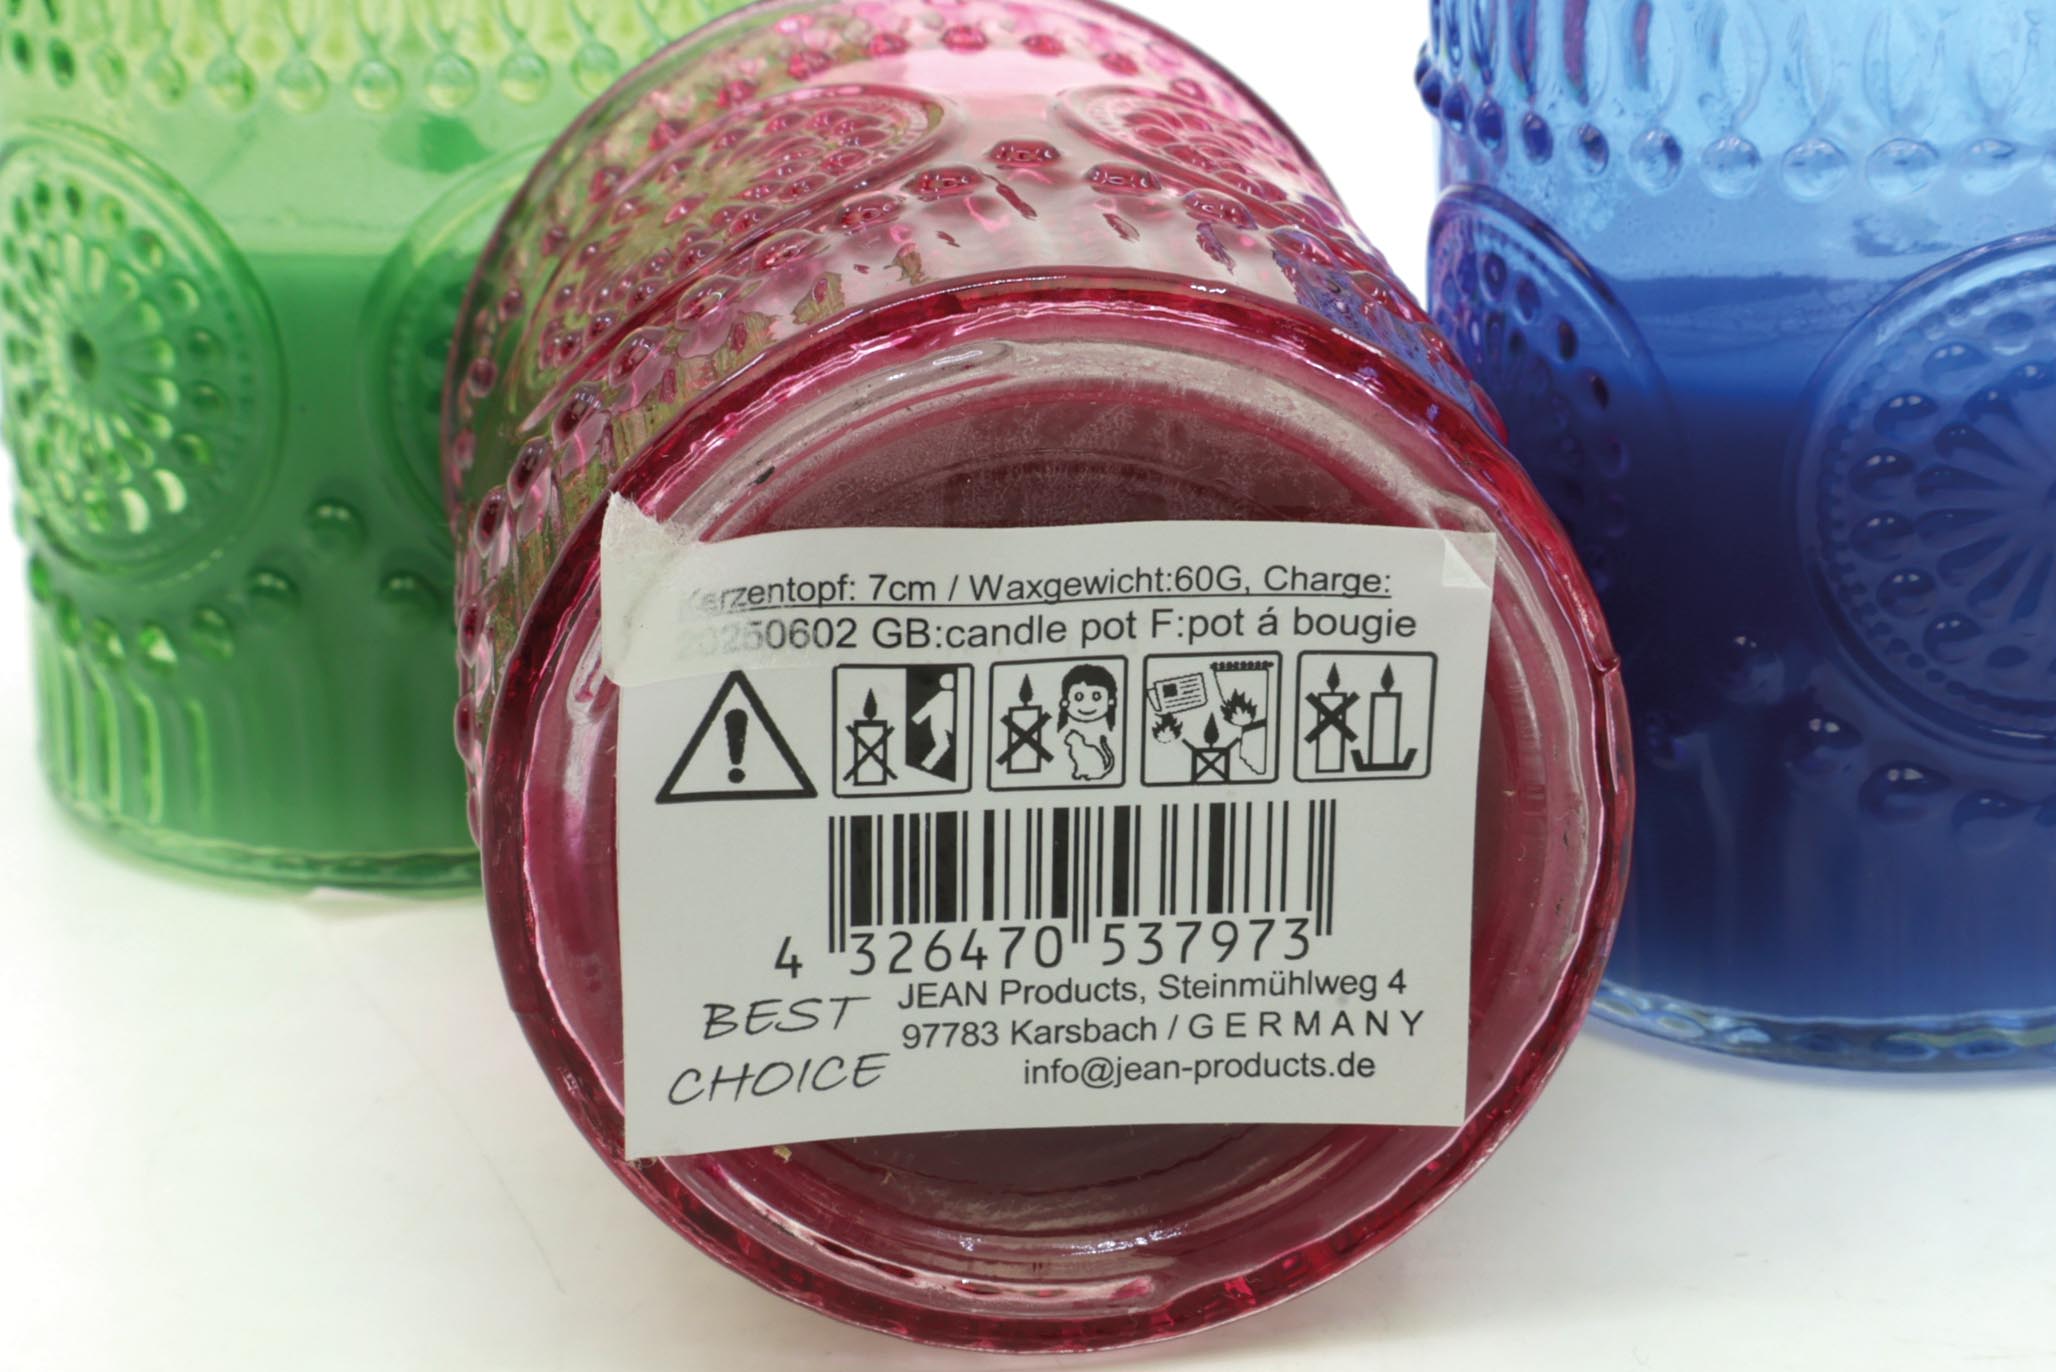 Kerzentopf: 7cm / Waxgewicht:60G, Charge:
20250602 GB:candle pot F:pot á bougie
4 326470 537973
BEST CHOICE
JEAN Products, Steinmühlweg 4
97783 Karsbach / GERMANY
info@jean-products.de